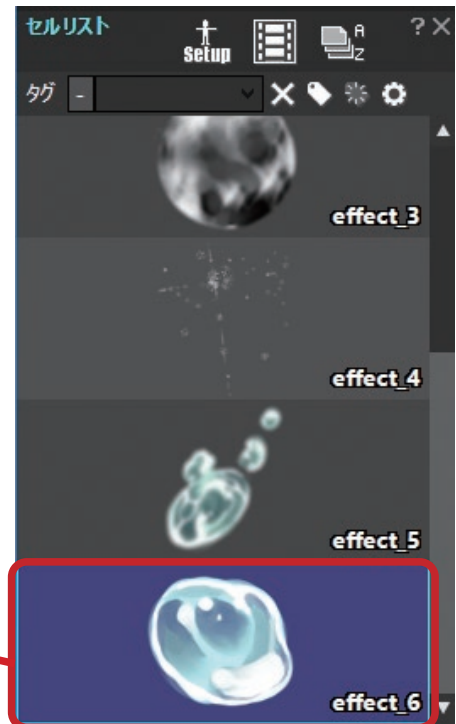 セルリスト
Setup
A
Z
?
タグ
-
effect_3
effect_4
effect_5
effect_6